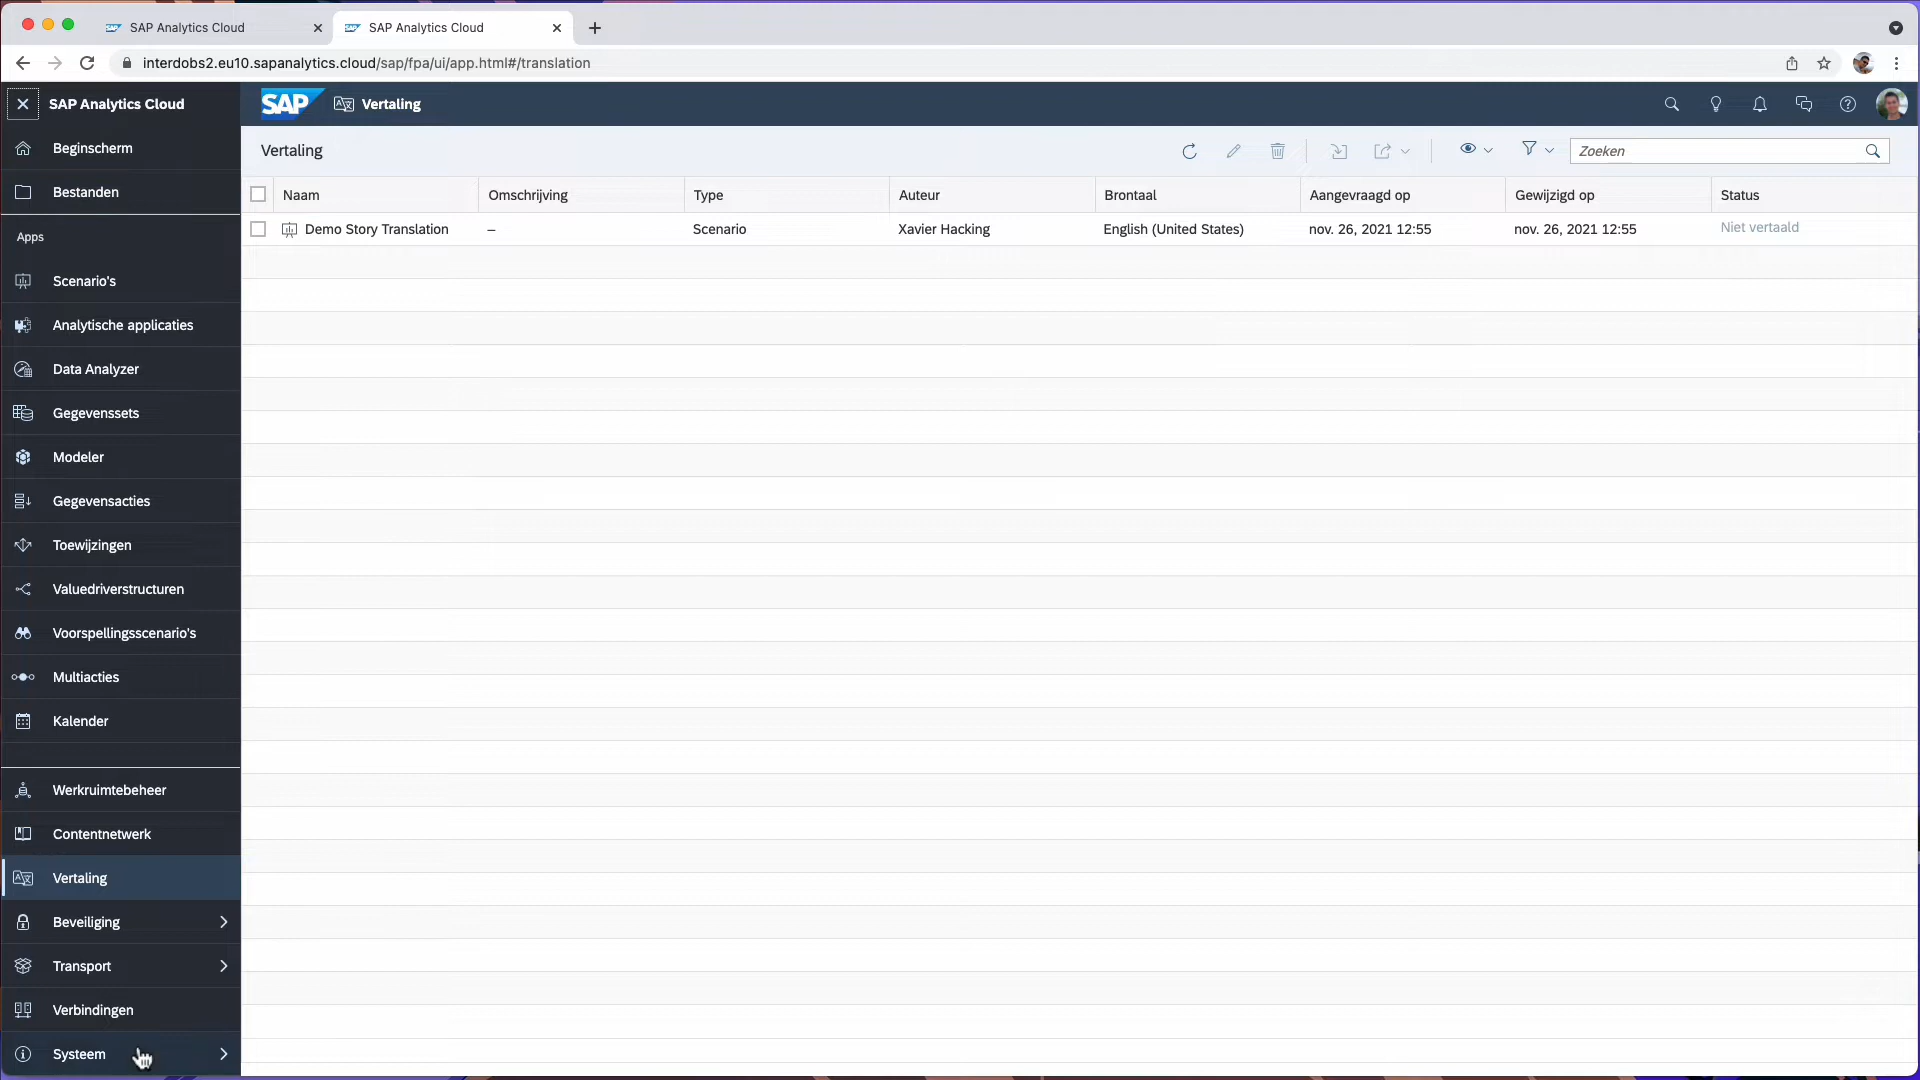 SAP Analytics Cloud
SAP Analytics Cloud
interdobs2.eu10.sapanalytics.cloud/sap/fpa/ui/app.html#/translation
SAP Analytics Cloud
SAP Vertaling
Beginscherm
Bestanden
Apps
Scenario's
Analytische applicaties
Data Analyzer
Gegevenssets
Modeler
Gegevensacties
Toewijzingen
Valuedriverstructuren
Voorspellingsscenario's
Multiacties
Kalender
Werkruimtebeheer
Contentnetwerk
Vertaling
Beveiliging
Transport
Verbindingen
Systeem
Vertaling
Zoeken
Naam Omschrijving Type Auteur Brontaal Aangevraagd op Gewijzigd op Status
Demo Story Translation – Scenario Xavier Hacking English (United States) nov. 26, 2021 12:55 nov. 26, 2021 12:55 Niet vertaald